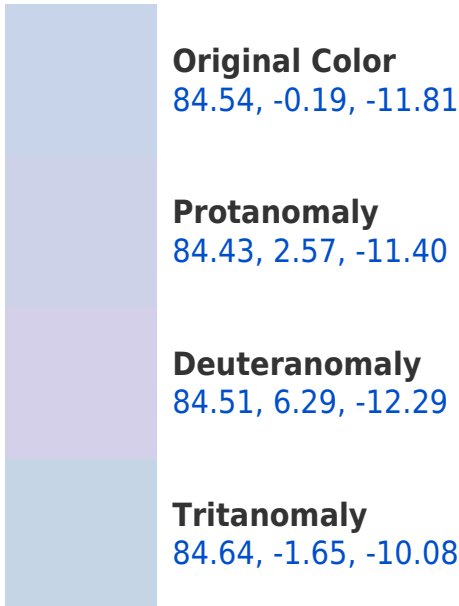 Original Color
84.54, -0.19, -11.81
Protanomaly
84.43, 2.57, -11.40
Deuteranomaly
84.51, 6.29, -12.29
Tritanomaly
84.64, -1.65, -10.08